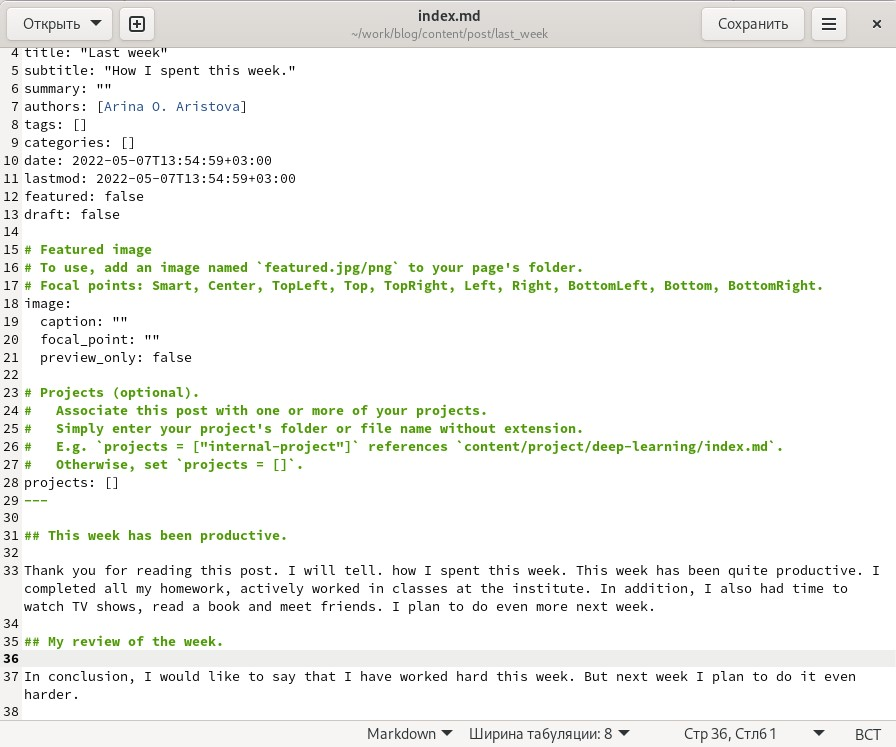 Открыть
index.md
~/work/blog/content/post/last_week
Сохранить
4 title: "Last week"
5 subtitle: "How I spent this week."
6 summary: ""
7 authors: [Arina O. Aristova]
8 tags: []
9 categories: []
10 date: 2022-05-07T13:54:59+03:00
11 lastmod: 2022-05-07T13:54:59+03:00
12 featured: false
13 draft: false
14
15 # Featured image
16 # To use, add an image named `featured.jpg/png` to your page's folder.
17 # Focal points: Smart, Center, TopLeft, Top, TopRight, Left, Right, BottomLeft, Bottom, BottomRight.
18 image:
19   caption: ""
20   focal_point: ""
21   preview_only: false
22
23 # Projects (optional).
24 #   Associate this post with one or more of your projects.
25 #   Simply enter your project's folder or file name without extension.
26 #   E.g. `projects = ["internal-project"]` references `content/project/deep-learning/index.md`.
27 #   Otherwise, set `projects = []`.
28 projects: []
29 ---
30
31 ## This week has been productive.
32
33 Thank you for reading this post. I will tell. how I spent this week. This week has been quite productive. I
completed all my homework, actively worked in classes at the institute. In addition, I also had time to
watch TV shows, read a book and meet friends. I plan to do even more next week.
34
35 ## My review of the week.
36
37 In conclusion, I would like to say that I have worked hard this week. But next week I plan to do it even
harder.
38
Markdown Ширина табуляции: 8 Стр 36, Стлб 1 ВСТ